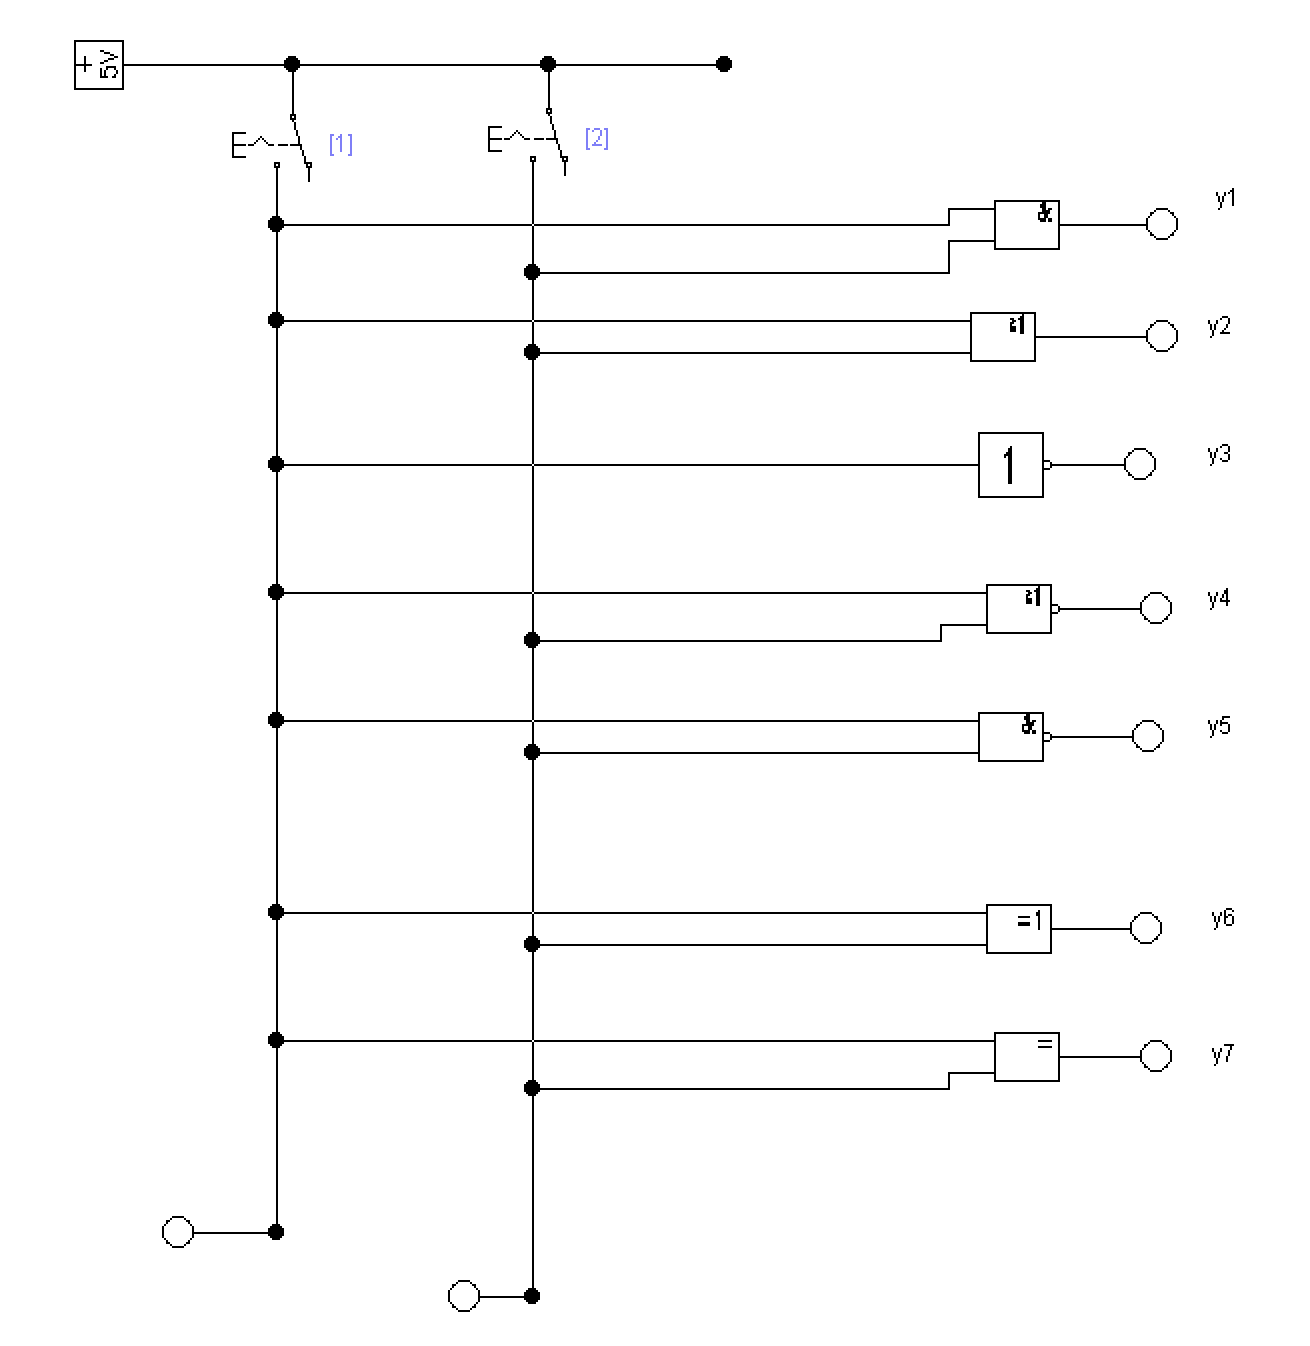 +5V
[1]
[2]
&
y1
≥1
y2
1
y3
≥1
y4
&
y5
=1
y6
=
y7